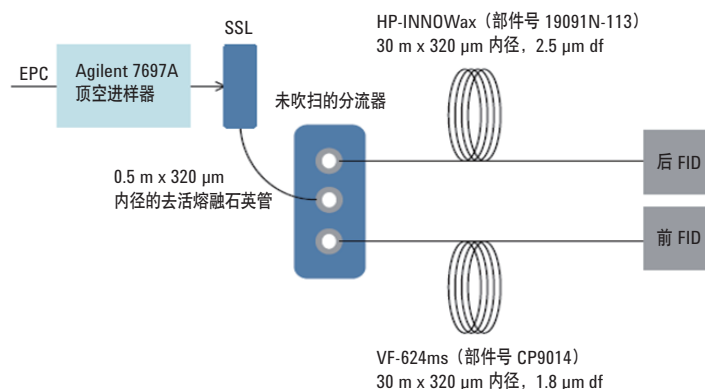 HP-INNOWax（部件号 19091N-113）
30 m x 320 μm 内径，2.5 μm df
SSL
EPC
Agilent 7697A
顶空进样器
未吹扫的分流器
后 FID
0.5 m x 320 μm
内径的去活熔融石英管
前 FID
VF-624ms（部件号 CP9014）
30 m x 320 μm 内径，1.8 μm df